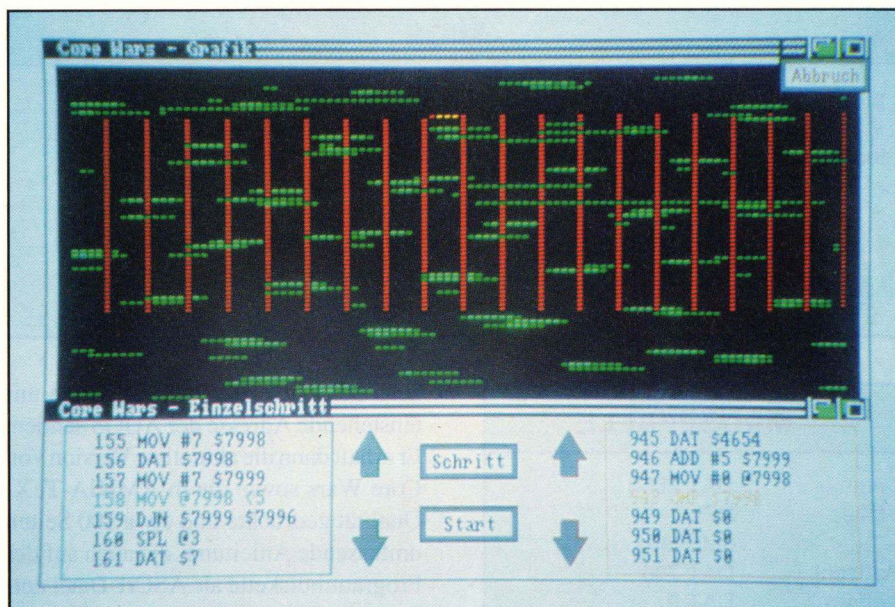 Core Wars - Grafik
Abbruch
Core Wars - Einzelschritt
155 MOV #7 $7998
156 DAT $7998
157 MOV #7 $7999
158 MOV @7998 <5
159 DJN $7999 $7996
160 SPL @3
161 DAT $7
Schritt
Start
945 DAT $4654
946 ADD #5 $7999
947 MOV #0 @7998
948 JMP $7998
949 DAT $0
950 DAT $0
951 DAT $0